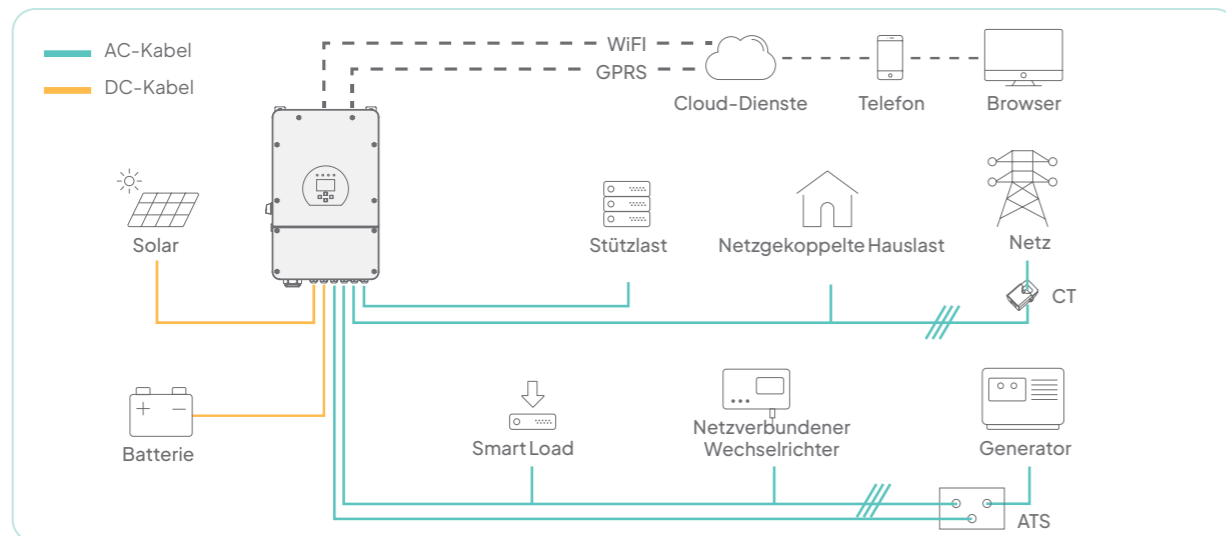 AC-Kabel
DC-Kabel
WiFI
GPRS
Cloud-Dienste
Telefon
Browser
Solar
Stützlast
Netzgekoppelte Hauslast
Netz
CT
Batterie
Smart Load
Netzverbundener
Wechselrichter
Generator
ATS